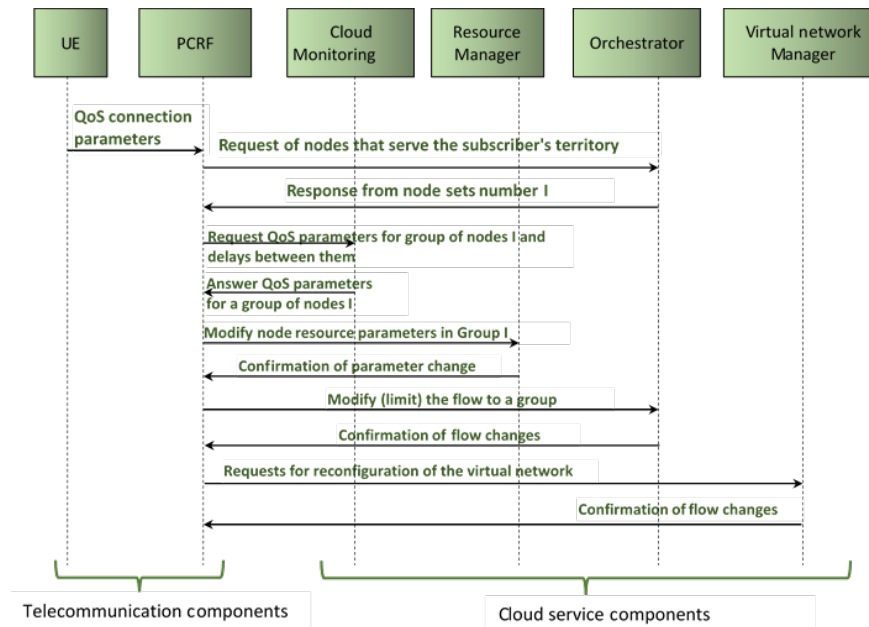 UE
PCRF
Cloud
Monitoring
Resource
Manager
Orchestrator
Virtual network
Manager
QoS connection
parameters
Request of nodes that serve the subscriber's territory
Response from node sets number I
Request QoS parameters for group of nodes I and
delays between them
Answer QoS parameters
for a group of nodes I
Modify node resource parameters in Group I
Confirmation of parameter change
Modify (limit) the flow to a group
Confirmation of flow changes
Requests for reconfiguration of the virtual network
Confirmation of flow changes
Telecommunication components
Cloud service components